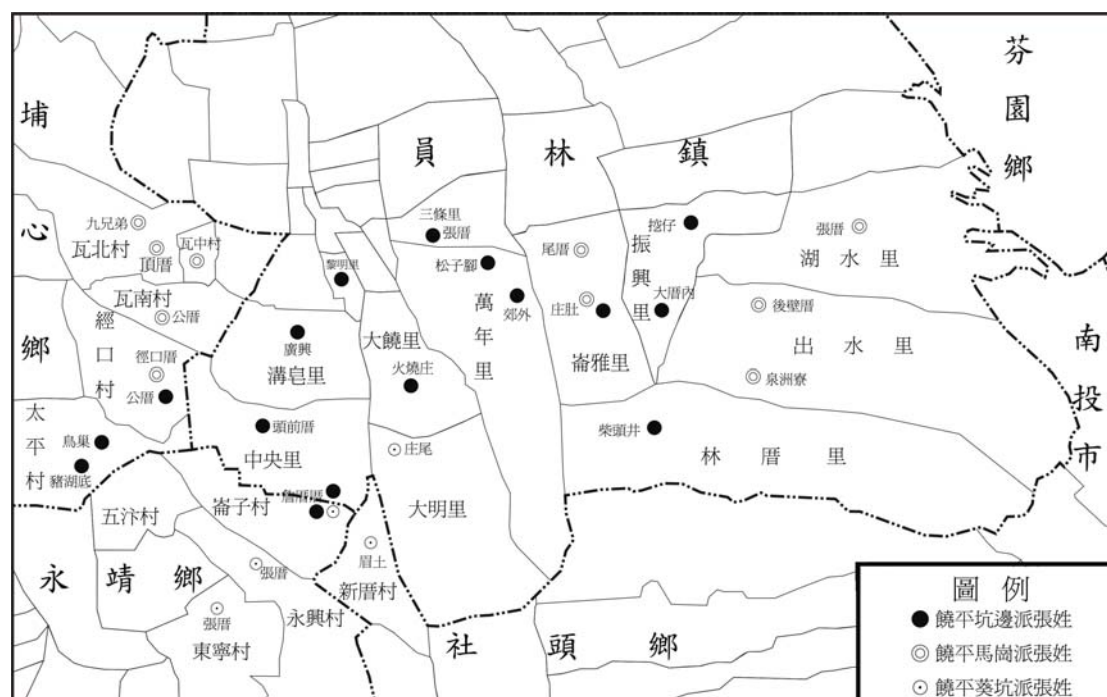 芬園鄉
埔心鄉
員林鎮
南投市
永靖鄉
社頭鄉
九兄弟
瓦北村
頂厝
瓦中村
瓦南村
公厝
經口村
徑口厝
公厝
太平村
鳥巢
豬湖底
五汴村
三條里
張厝
黎明里
松子腳
萬年里
郊外
大饒里
火燒庄
廣興
溝皂里
頭前厝
中央里
詹厝厝
崙子村
庄尾
大明里
眉土
新厝村
張厝
永興村
張厝
東寧村
尾厝
庄肚
崙雅里
振興里
挖仔
大厝內
張厝
湖水里
後壁厝
出水里
泉洲寮
柴頭井
林厝里
圖例
饒平坑邊派張姓
饒平馬崗派張姓
饒平葵坑派張姓